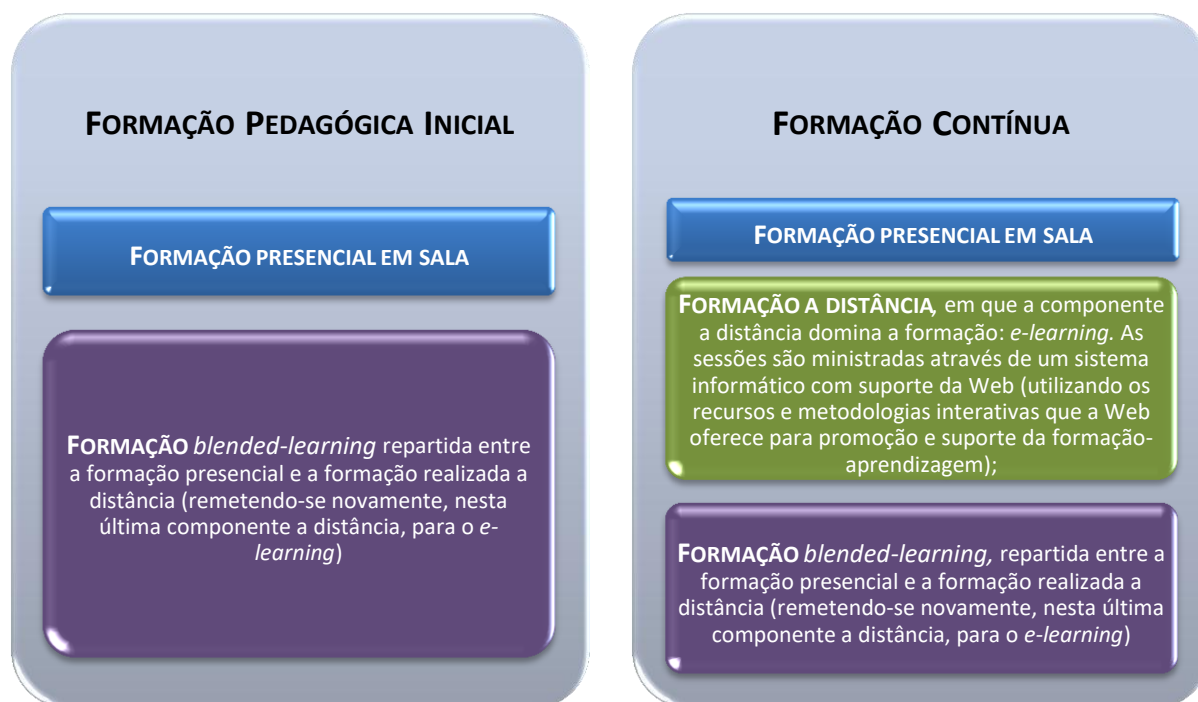 FORMAÇÃO PEDAGÓGICA INICIAL
FORMAÇÃO PRESENCIAL EM SALA
FORMAÇÃO blended-learning repartida entre
a formação presencial e a formação realizada a
distância (remetendo-se novamente, nesta
última componente a distância, para o e-
learning)
FORMAÇÃO CONTÍNUA
FORMAÇÃO PRESENCIAL EM SALA
FORMAÇÃO A DISTÂNCIA, em que a componente
a distância domina a formação: e-learning. As
sessões são ministradas através de um sistema
informático com suporte da Web (utilizando os
recursos e metodologias interativas que a Web
oferece para promoção e suporte da formação-
aprendizagem);
FORMAÇÃO blended-learning, repartida entre a
formação presencial e a formação realizada a
distância (remetendo-se novamente, nesta última
componente a distância, para o e-learning)